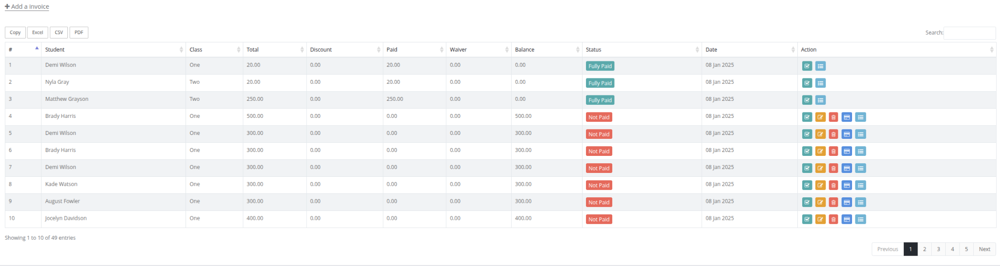 Add a invoice
Copy Excel CSV PDF Search:
# Student Class Total Discount Paid Waiver Balance Status Date Action
1 Demi Wilson One 20.00 0.00 20.00 0.00 0.00 Fully Paid 08 Jan 2025
2 Nyla Gray Two 20.00 0.00 20.00 0.00 0.00 Fully Paid 08 Jan 2025
3 Matthew Grayson Two 250.00 0.00 250.00 0.00 0.00 Fully Paid 08 Jan 2025
4 Brady Harris One 500.00 0.00 0.00 0.00 500.00 Not Paid 08 Jan 2025
5 Demi Wilson One 300.00 0.00 0.00 0.00 300.00 Not Paid 08 Jan 2025
6 Brady Harris One 300.00 0.00 0.00 0.00 300.00 Not Paid 08 Jan 2025
7 Demi Wilson One 300.00 0.00 0.00 0.00 300.00 Not Paid 08 Jan 2025
8 Kade Watson One 300.00 0.00 0.00 0.00 300.00 Not Paid 08 Jan 2025
9 August Fowler One 300.00 0.00 0.00 0.00 300.00 Not Paid 08 Jan 2025
10 Jocelyn Davidson One 400.00 0.00 0.00 0.00 400.00 Not Paid 08 Jan 2025
Showing 1 to 10 of 49 entries
Previous 1 2 3 4 5 Next